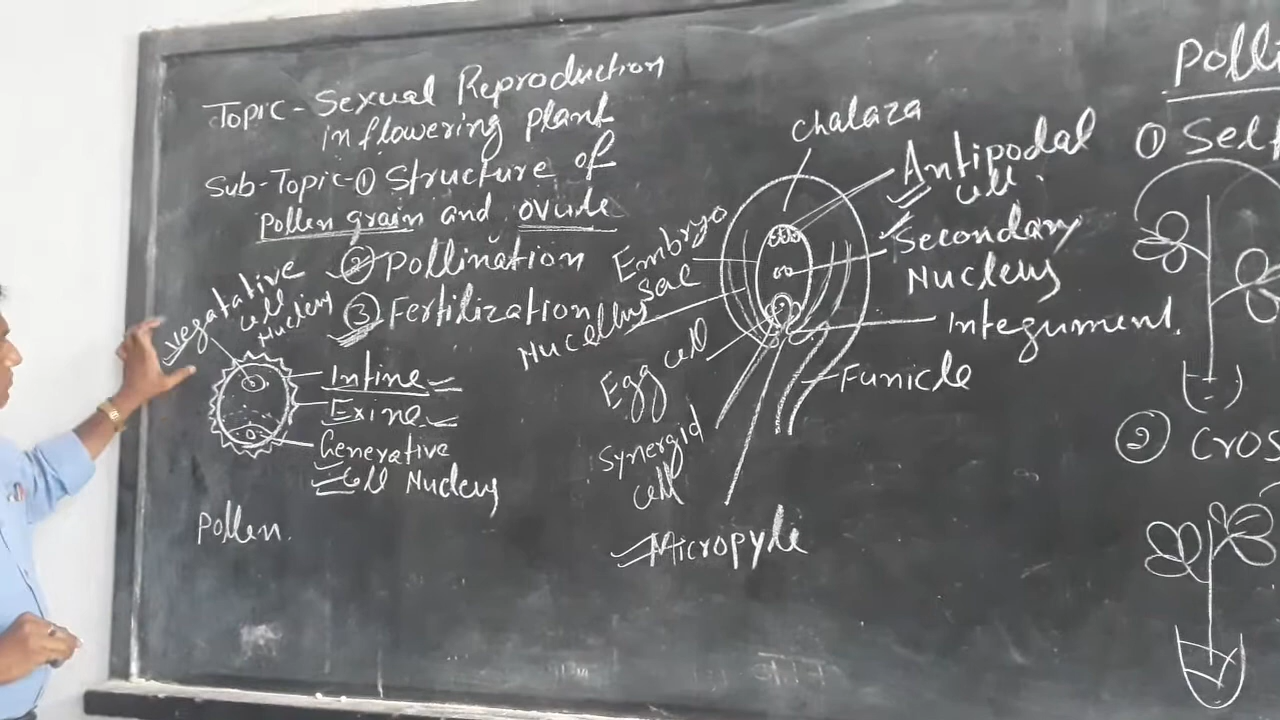 Topic - Sexual Reproduction
in flowering plant
Sub-Topic - ① Structure of
pollen grain and ovule
② Pollination
③ Fertilization
Vegatative
cell
Nucleus
Intine
Exine
Generative
Cell Nucleus
Pollen.
chalaza
Antipodal
cell.
Secondary
Nucleus
Embryo
sac
Nucellus
Integument.
Egg cell
Funicle
Synergid
cell
Micropyle
Polli
① Self
② Cros